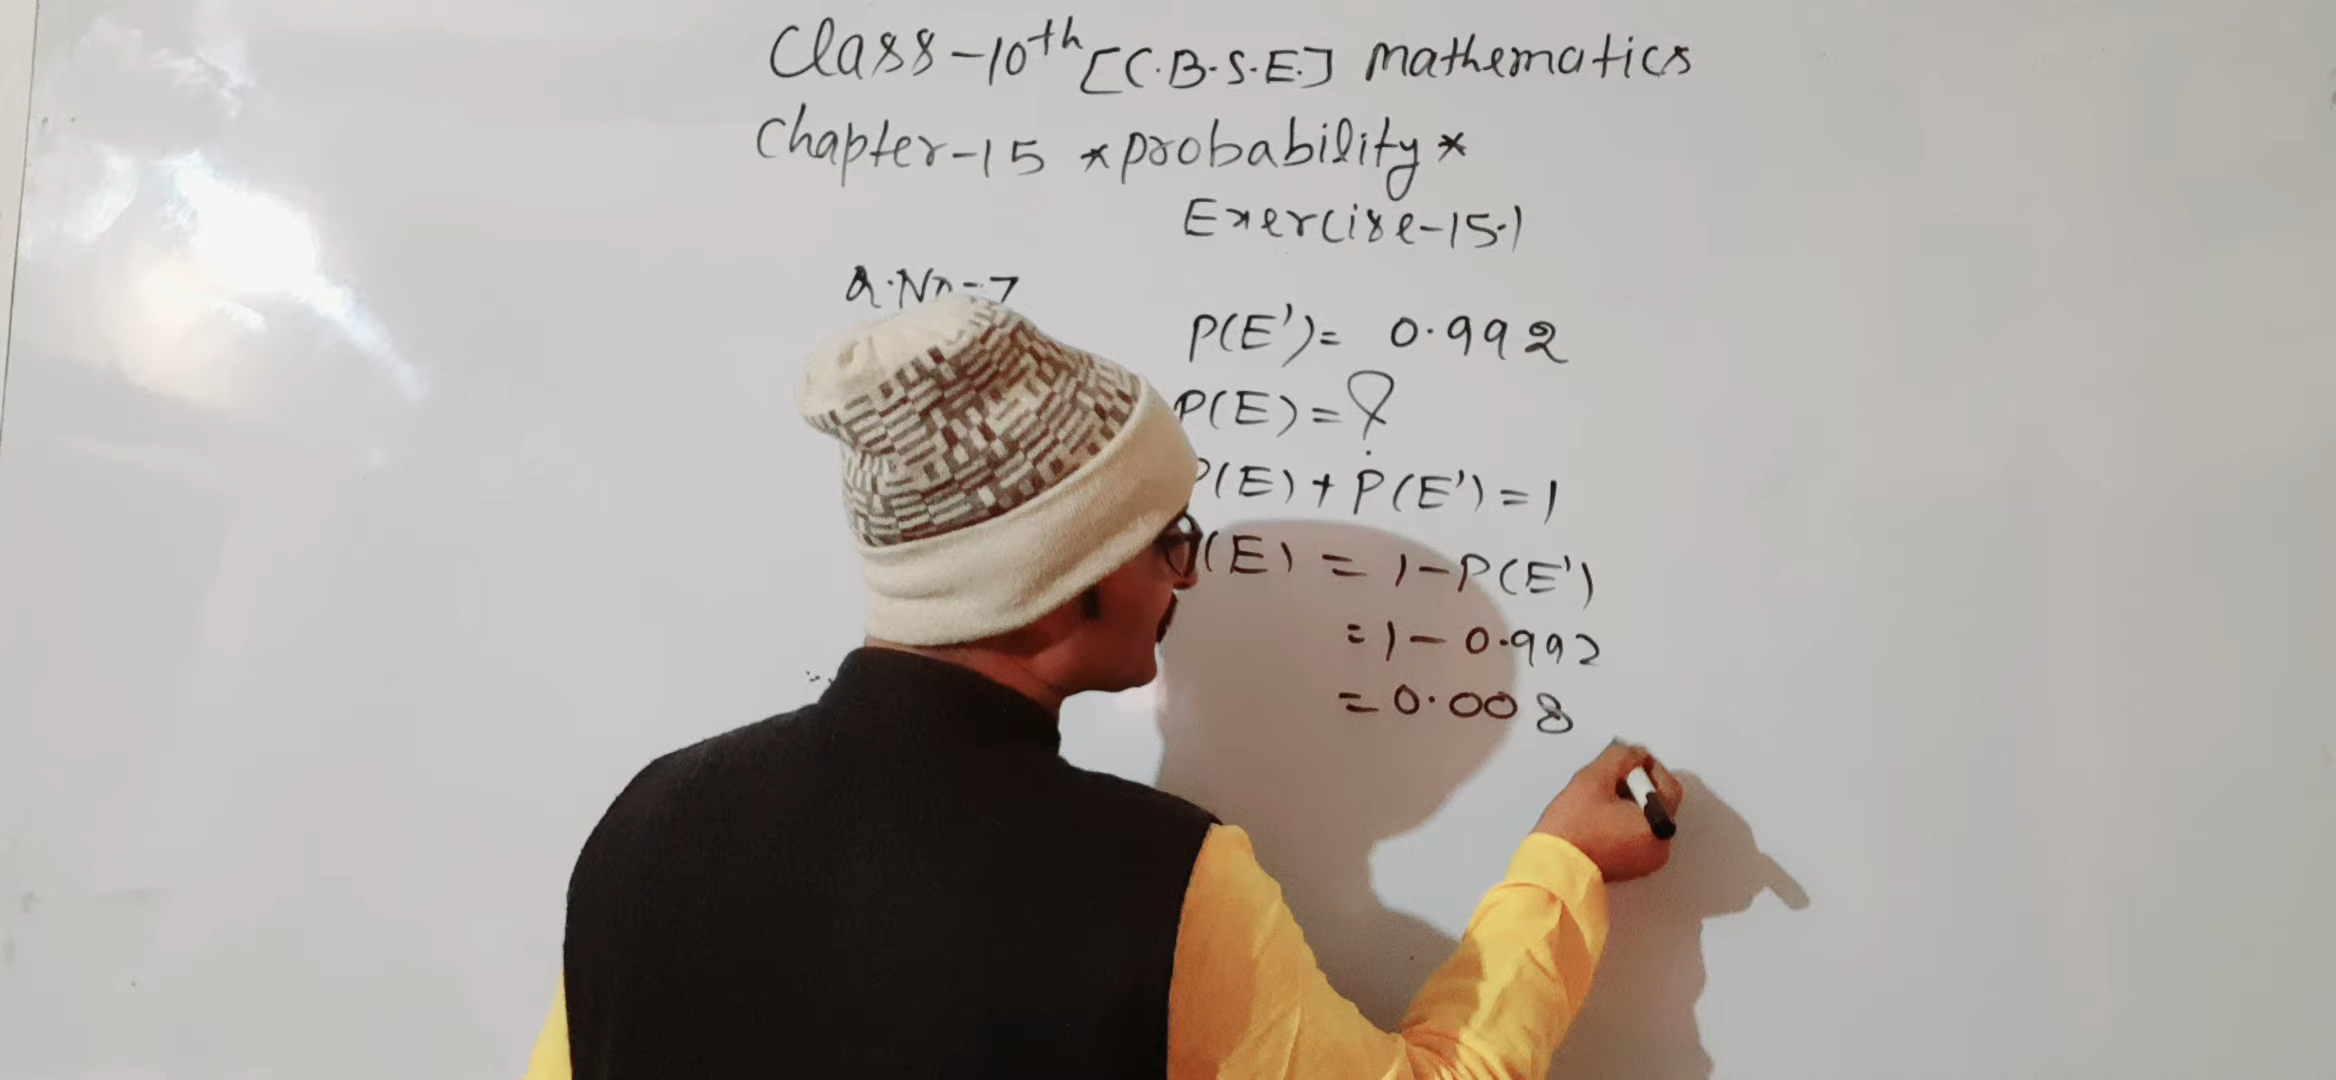 Class-10th [C.B.S.E.] mathematics
Chapter-15 *probability*
Exercise-15.1
Q.No-7
P(E')= 0.992
P(E)=?
P(E)+P(E')=1
(E) = 1-P(E')
=1-0.992
=0.008